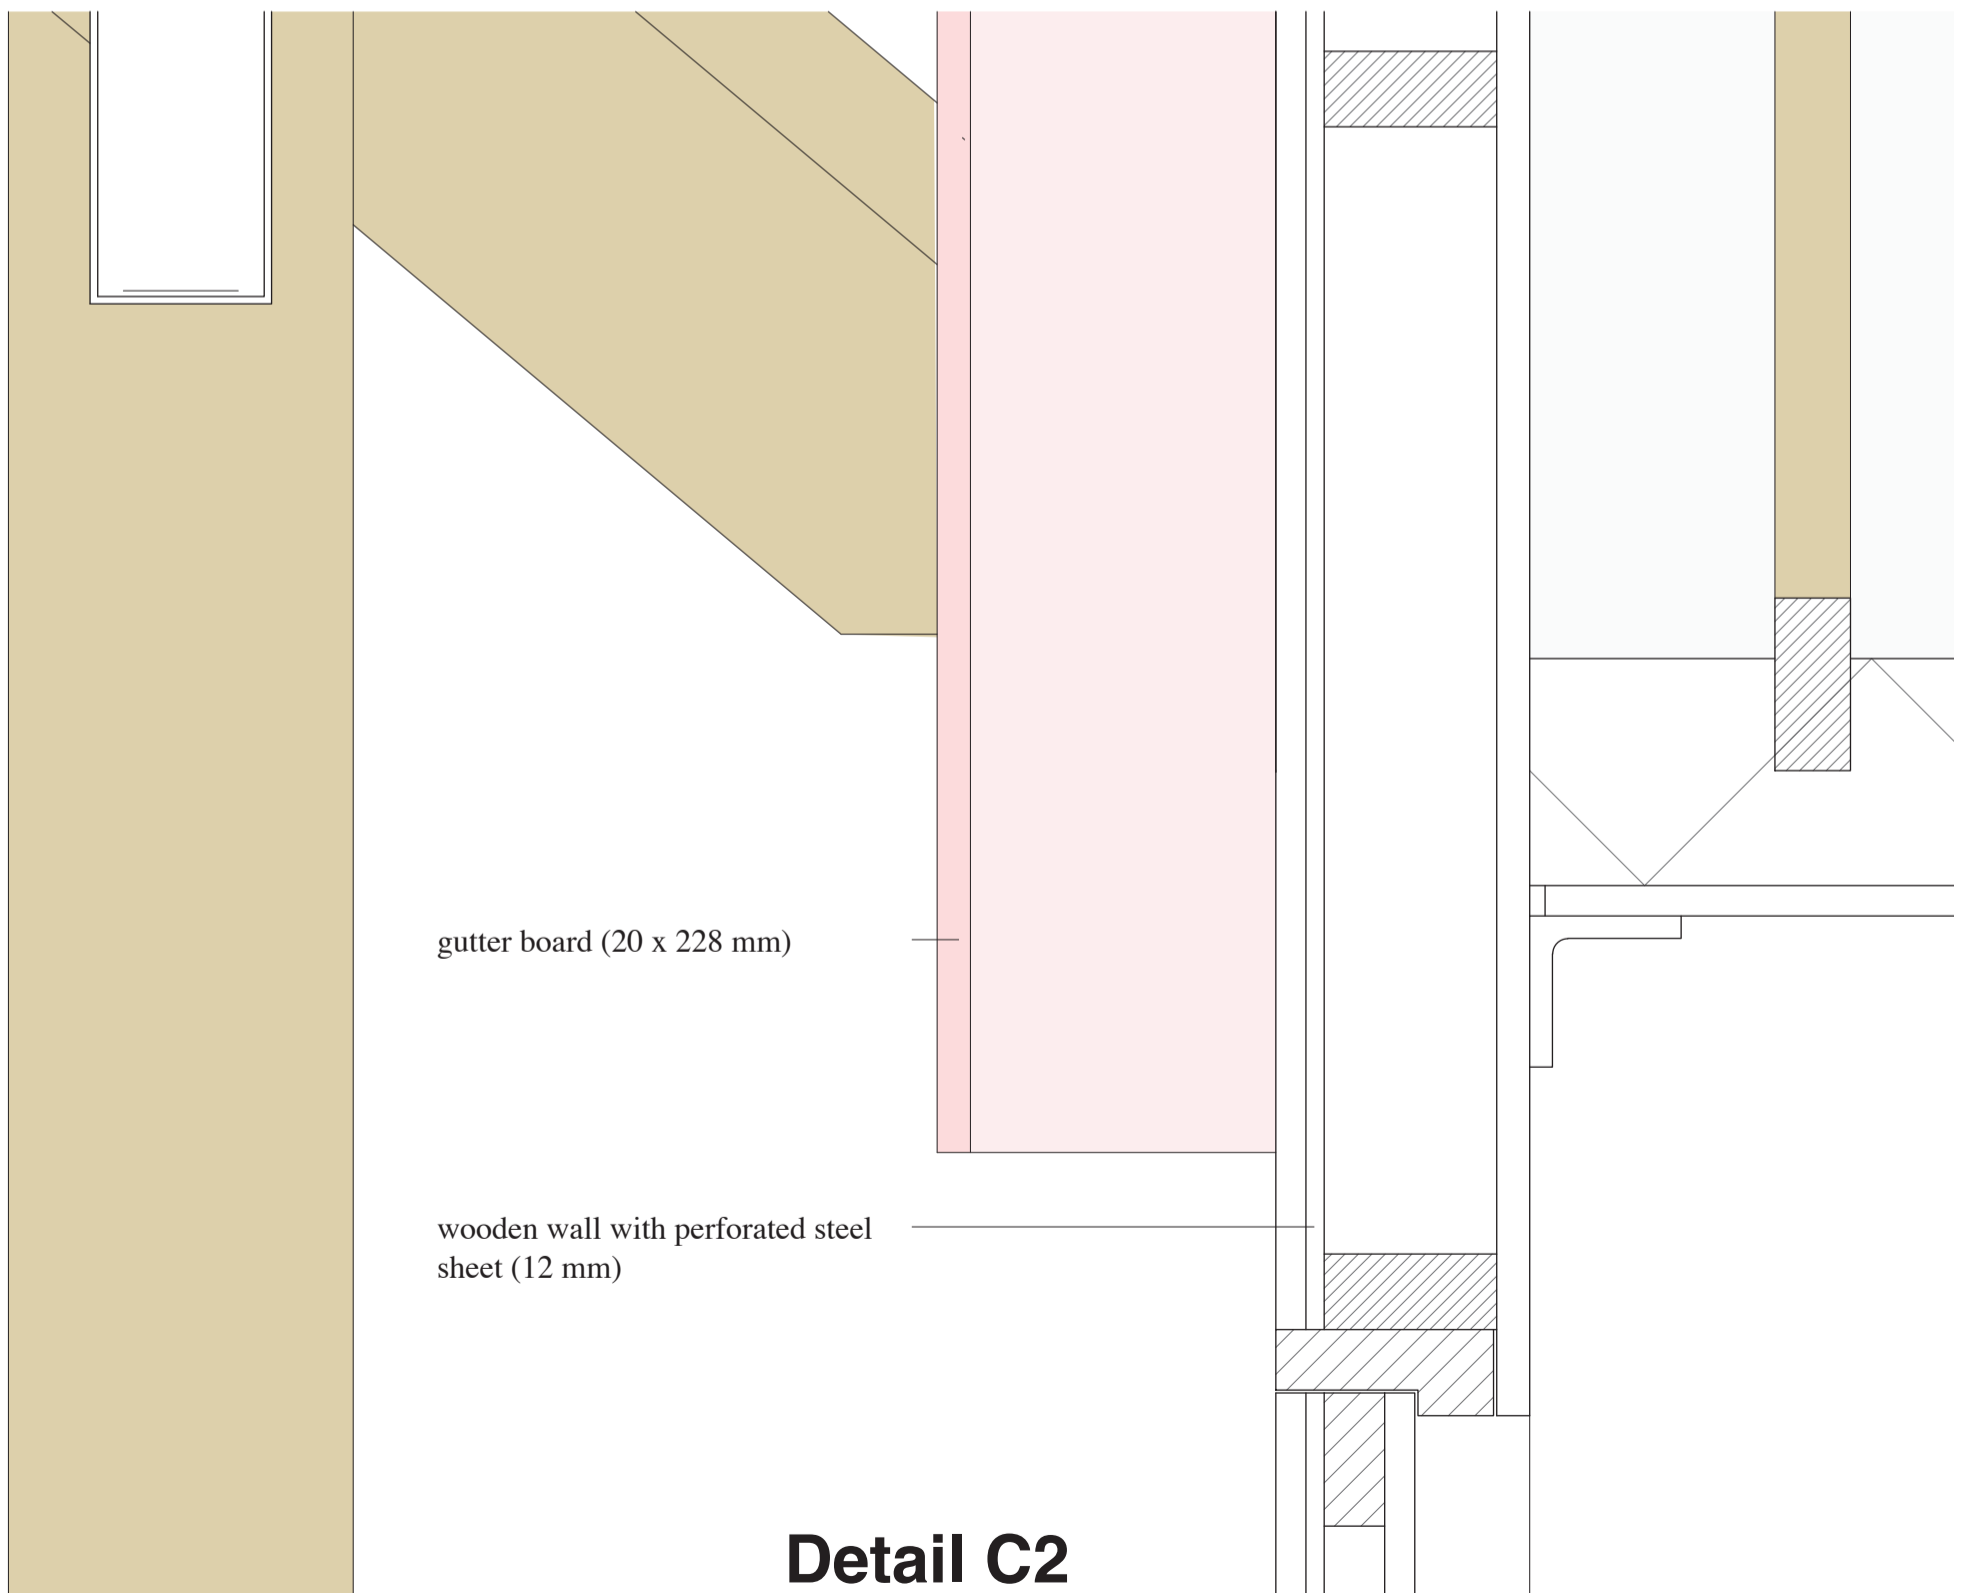 gutter board (20 x 228 mm)
wooden wall with perforated steel
sheet (12 mm)
Detail C2